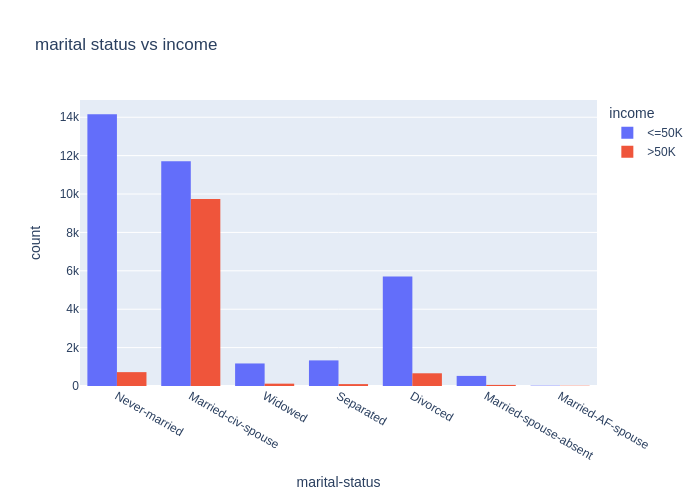 marital status vs income
income
<=50K
>50K
14k
12k
10k
8k
6k
4k
2k
0
count
Never-married
Married-civ-spouse
Widowed
Separated
Divorced
Married-spouse-absent
Married-AF-spouse
marital-status